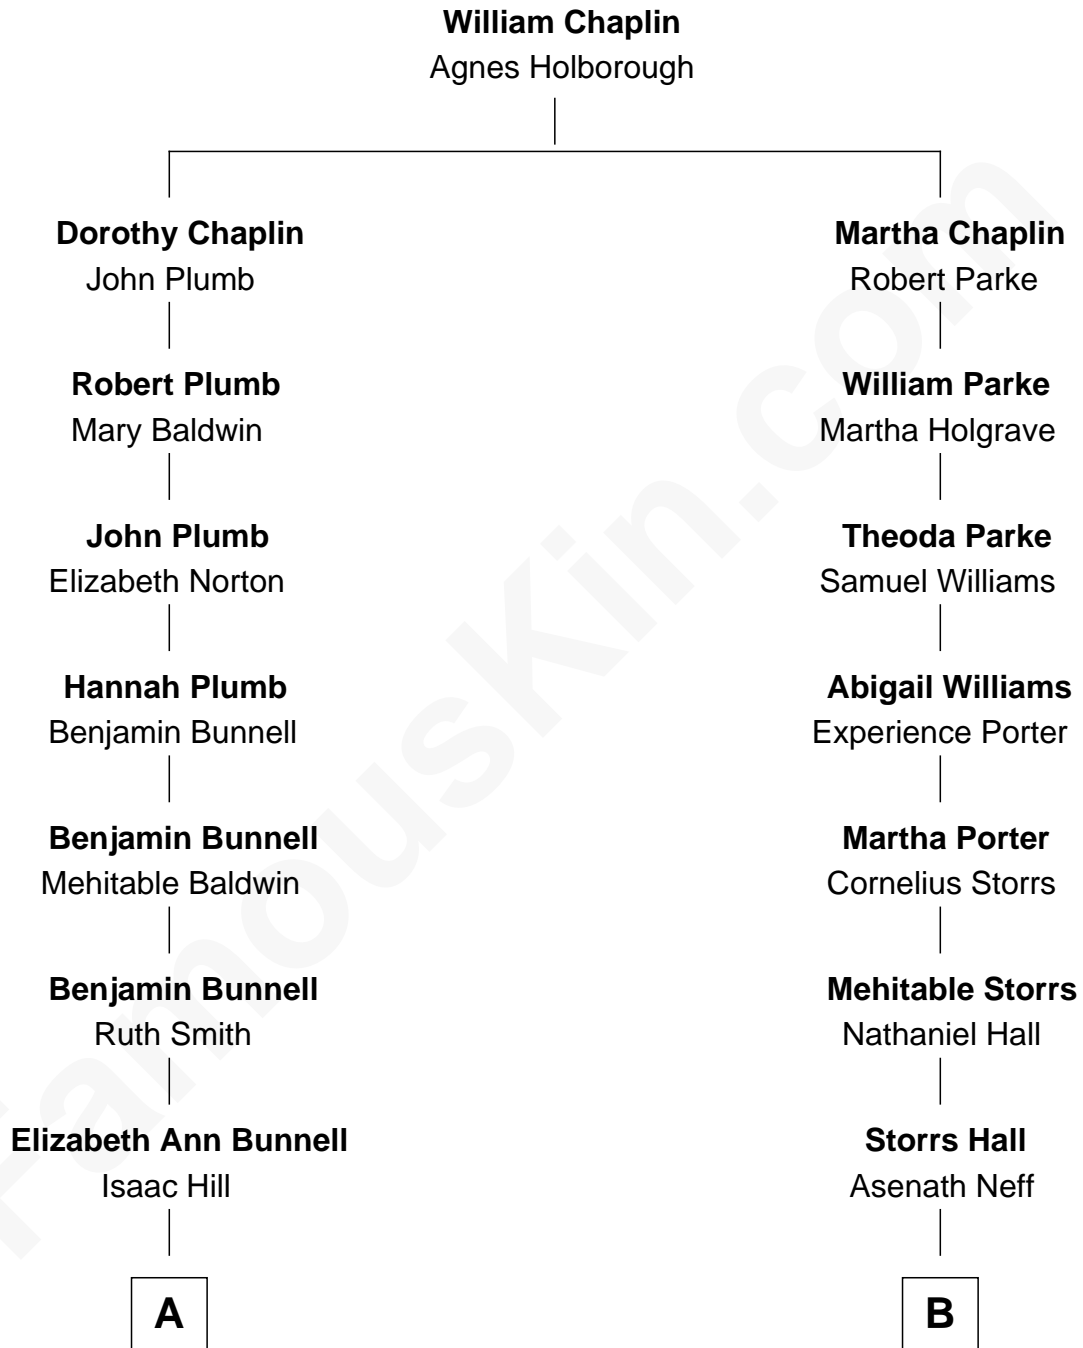 William Chaplin
Agnes Holborough
Dorothy Chaplin
John Plumb
Martha Chaplin
Robert Parke
Robert Plumb
Mary Baldwin
William Parke
Martha Holgrave
John Plumb
Elizabeth Norton
Theoda Parke
Samuel Williams
Hannah Plumb
Benjamin Bunnell
Abigail Williams
Experience Porter
Benjamin Bunnell
Mehitable Baldwin
Martha Porter
Cornelius Storrs
Benjamin Bunnell
Ruth Smith
Mehitable Storrs
Nathaniel Hall
Elizabeth Ann Bunnell
Isaac Hill
Storrs Hall
Asenath Neff
A
B
FamousKin.com